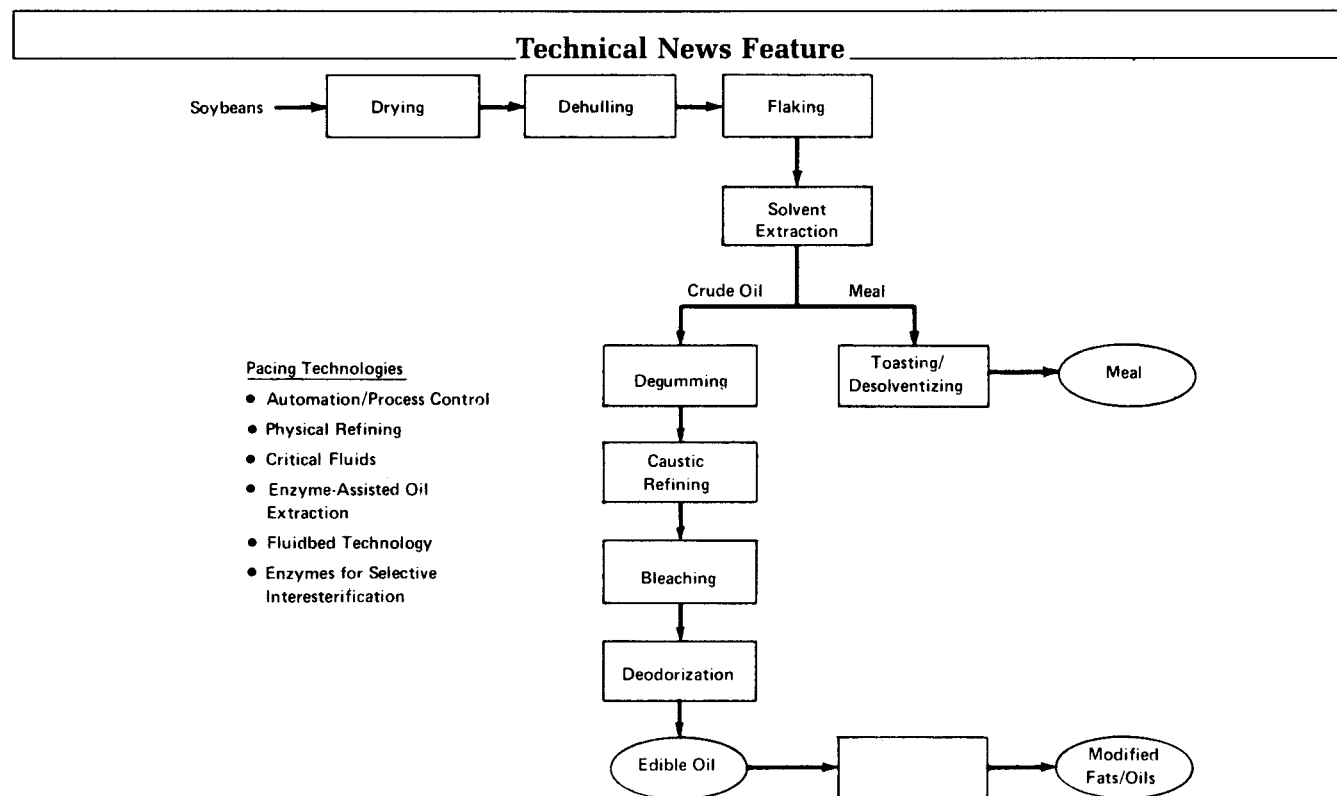 Technical News Feature
Soybeans
Drying
Dehulling
Flaking
Solvent
Extraction
Crude Oil
Meal
Degumming
Toasting/
Desolventizing
Meal
Pacing Technologies
• Automation/Process Control
• Physical Refining
• Critical Fluids
• Enzyme-Assisted Oil
Extraction
• Fluidbed Technology
• Enzymes for Selective
Interesterification
Caustic
Refining
Bleaching
Deodorization
Edible Oil
Modified
Fats/Oils